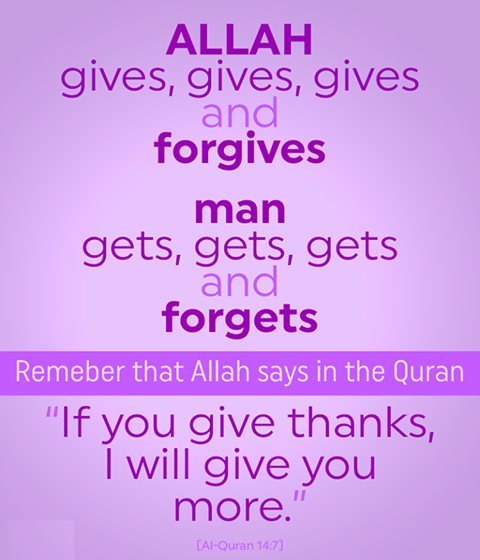 ALLAH
gives, gives, gives
and
forgives
man
gets, gets, gets
and
forgets
Remeber that Allah says in the Quran
“If you give thanks,
I will give you
more.”
[Al-Quran 14:7]